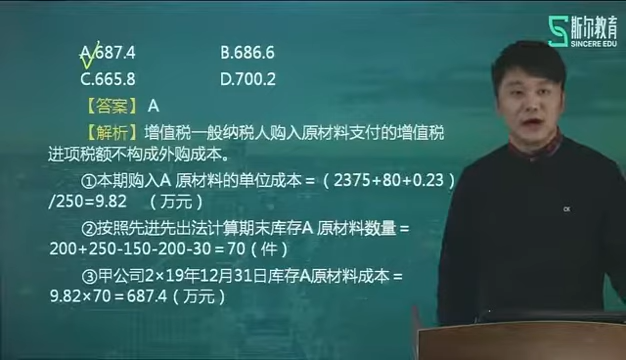 斯尔教育
SINCERE EDU
A.687.4 B.686.6
C.665.8 D.700.2
【答案】A
【解析】增值税一般纳税人购入原材料支付的增值税
进项税额不构成外购成本。
①本期购入A 原材料的单位成本=（2375+80+0.23）
/250=9.82 （万元）
②按照先进先出法计算期末库存A 原材料数量=
200+250-150-200-30=70（件）
③甲公司2×19年12月31日库存A原材料成本=
9.82×70=687.4（万元）